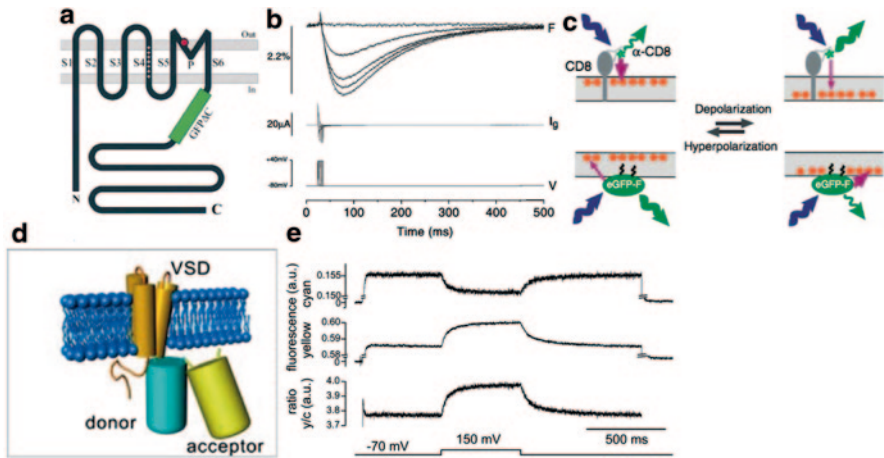 a
Out
S1 S2 S3 S4 S5 P S6
In
GFPΔC
N
C
b
F
2.2%
20µA
Ig
+40mV
-80mV
V
0 100 200 300 400 500
Time (ms)
c
α-CD8
CD8
Depolarization
Hyperpolarization
eGFP-F
eGFP-F
d
VSD
donor
acceptor
e
fluorescence (a.u.)
cyan
0.155
0.150
0
yellow
0.60
0.59
0.58
0
ratio
y/c (a.u.)
4.0
3.9
3.8
3.7
500 ms
-70 mV
150 mV